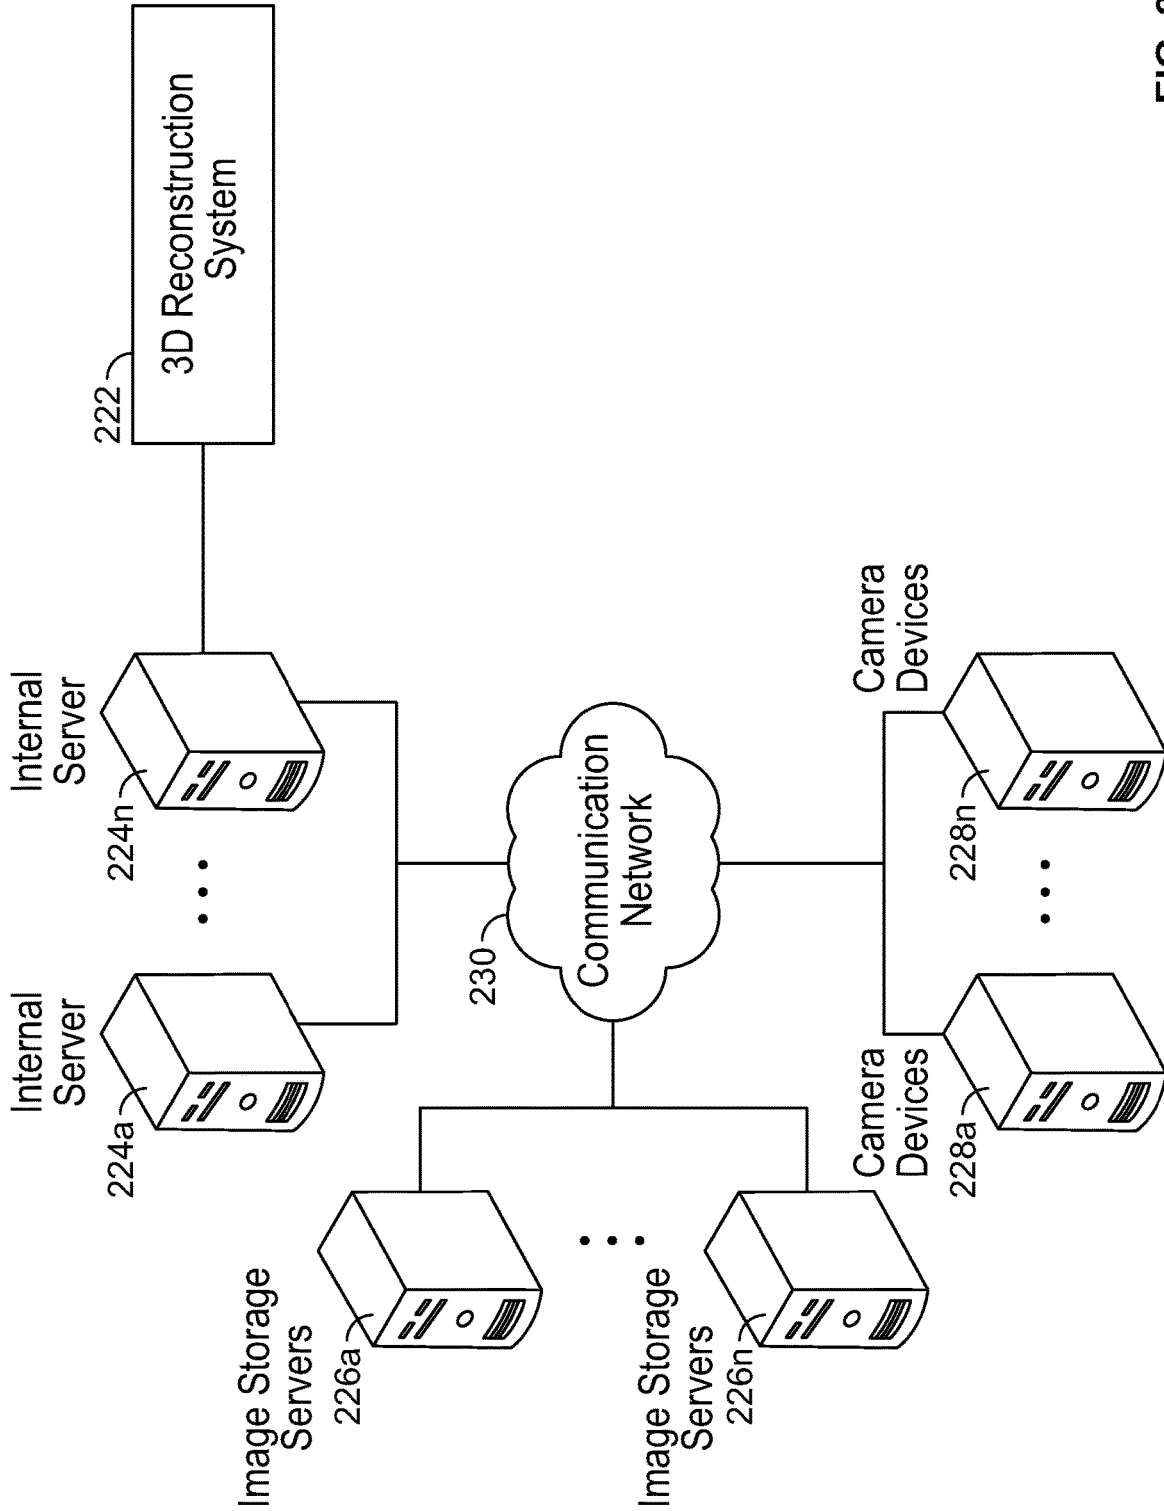 Internal
Server
224a
Internal
Server
224n
222
3D Reconstruction
System
Image Storage
Servers
226a
230
Communication
Network
Image Storage
Servers
226n
Camera
Devices
228a
Camera
Devices
228n
FIG.